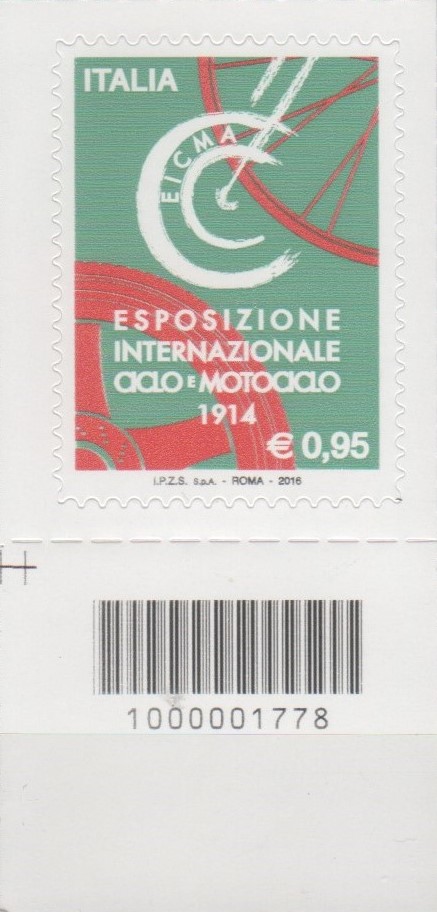 ITALIA
EICMA
ESPOSIZIONE
INTERNAZIONALE
CICLO E MOTOCICLO
1914
€ 0,95
I.P.Z.S. S.p.A. - ROMA - 2016
1000001778